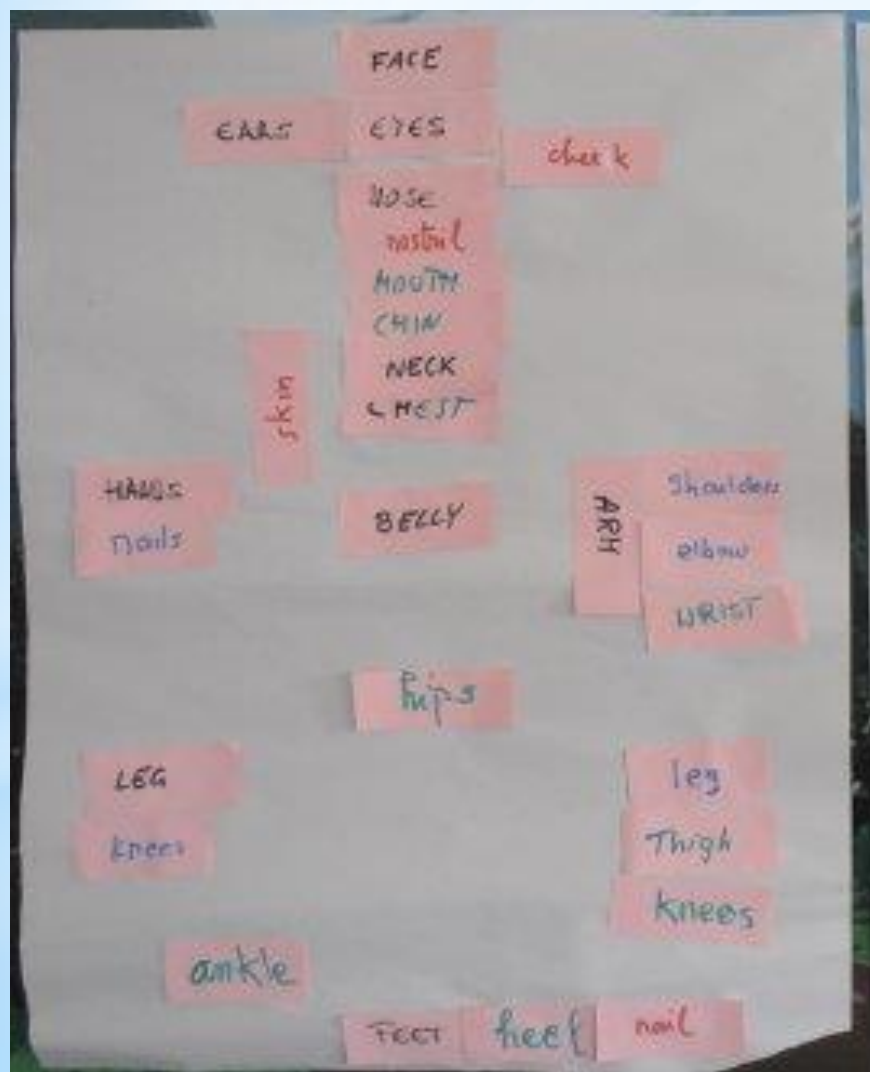 FACE
EARS EYES cheek
NOSE
nostril
MOUTH
CHIN
NECK
CHEST
skin
HANDS
nails
BELLY
ARM
Shoulders
elbow
WRIST
hips
LEG
knees
leg
Thigh
knees
ankle
FEET heel nail